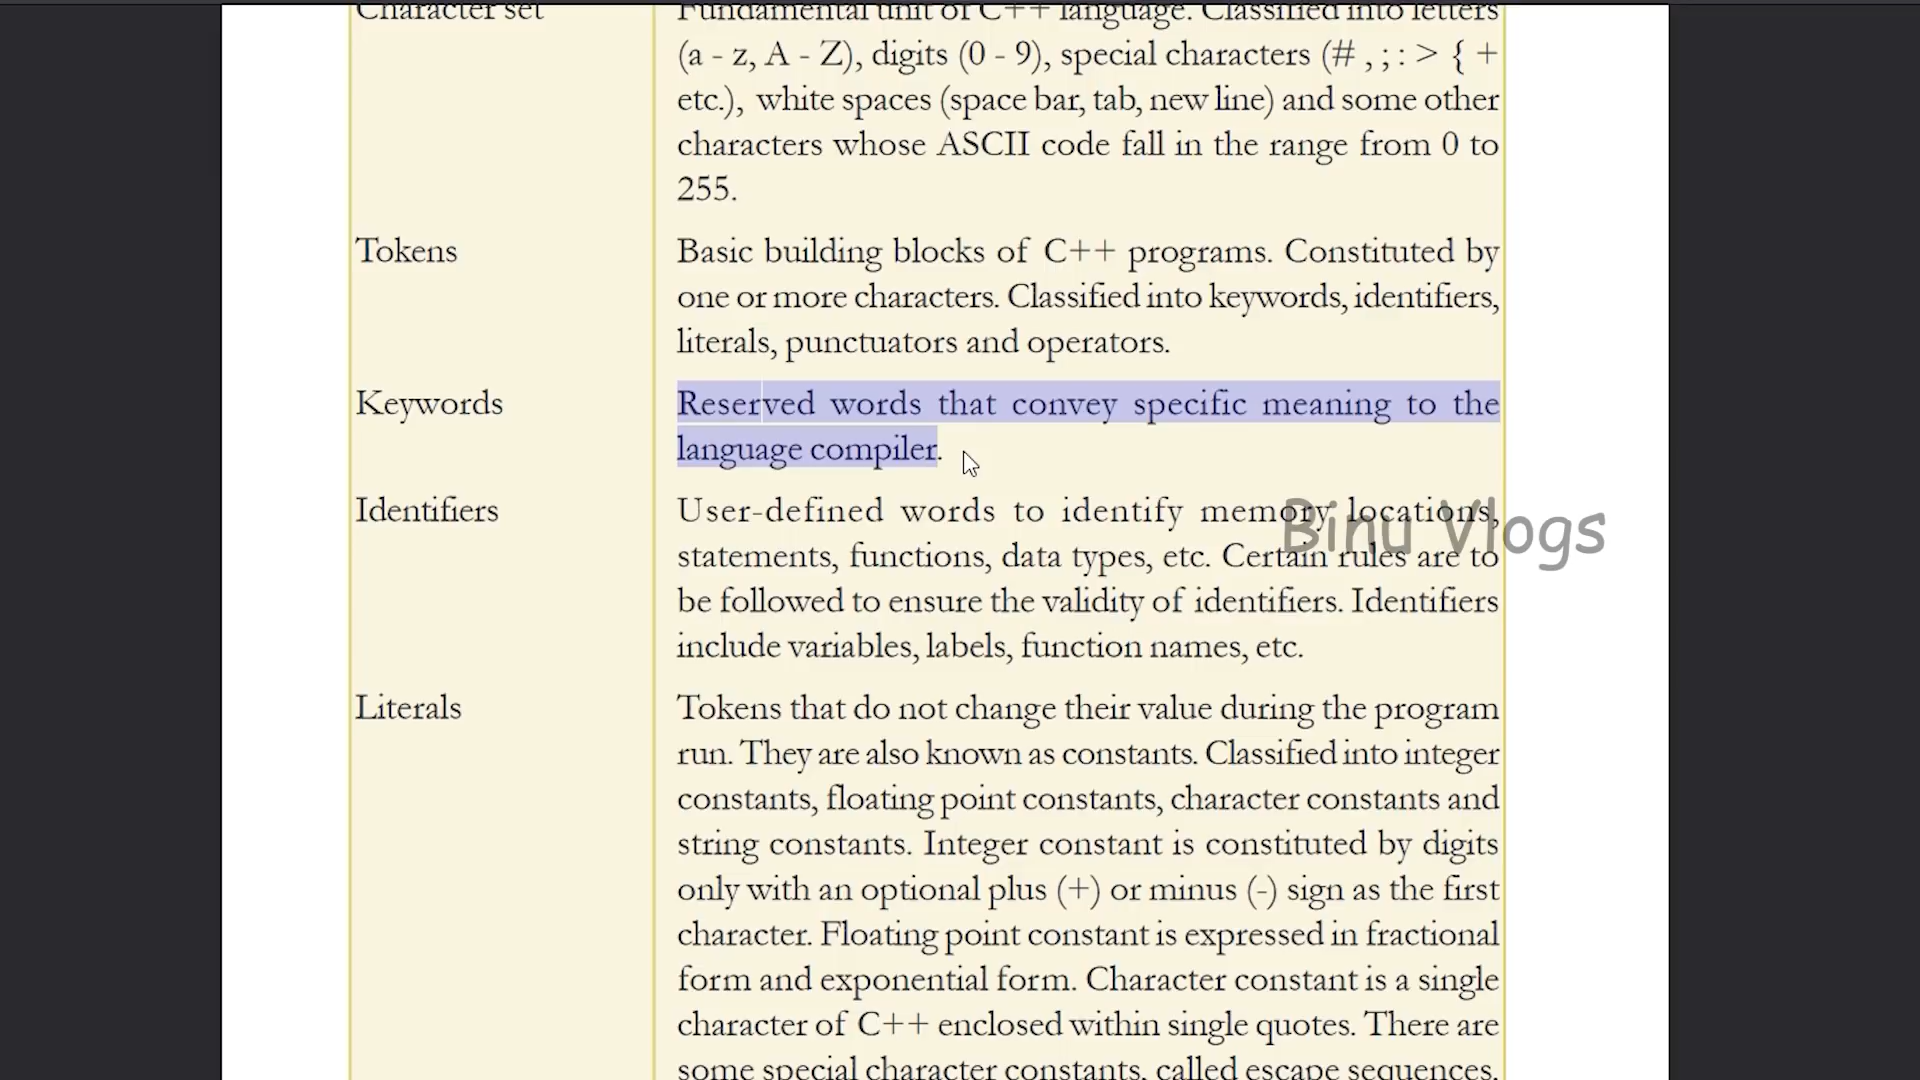 Character set
Fundamental unit of C++ language. Classified into letters
(a - z, A - Z), digits (0 - 9), special characters (# , ; : > { +
etc.), white spaces (space bar, tab, new line) and some other
characters whose ASCII code fall in the range from 0 to
255.
Tokens
Basic building blocks of C++ programs. Constituted by
one or more characters. Classified into keywords, identifiers,
literals, punctuators and operators.
Keywords
Reserved words that convey specific meaning to the
language compiler.
Identifiers
User-defined words to identify memory locations,
statements, functions, data types, etc. Certain rules are to
be followed to ensure the validity of identifiers. Identifiers
include variables, labels, function names, etc.
Binu Vlogs
Literals
Tokens that do not change their value during the program
run. They are also known as constants. Classified into integer
constants, floating point constants, character constants and
string constants. Integer constant is constituted by digits
only with an optional plus (+) or minus (-) sign as the first
character. Floating point constant is expressed in fractional
form and exponential form. Character constant is a single
character of C++ enclosed within single quotes. There are
some special character constants, called escape sequences.